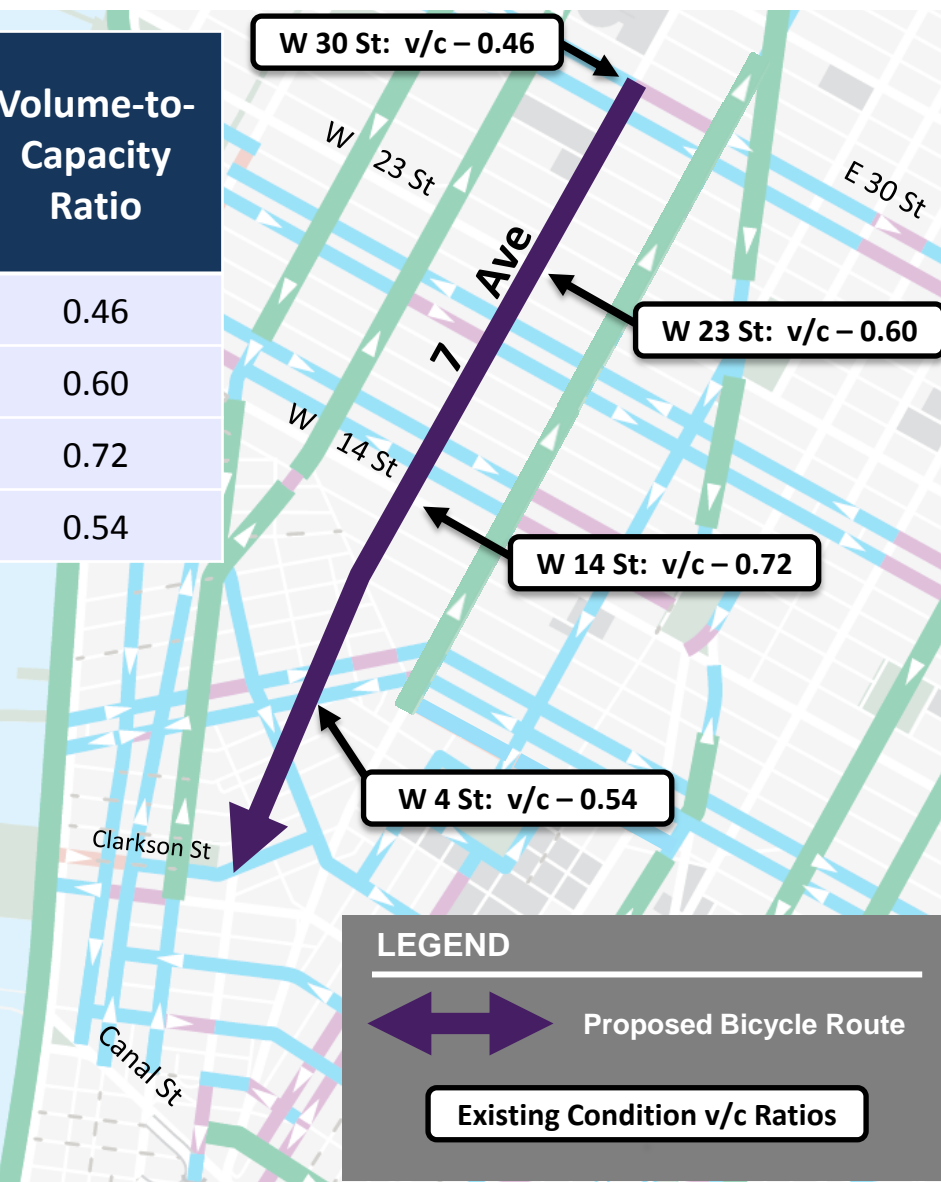 W 30 St: v/c – 0.46
Volume-to-
Capacity
Ratio
0.46
0.60
0.72
0.54
W 23 St
E 30 St
7 Ave
W 23 St: v/c – 0.60
W 14 St
W 14 St: v/c – 0.72
W 4 St: v/c – 0.54
Clarkson St
Canal St
LEGEND
Proposed Bicycle Route
Existing Condition v/c Ratios